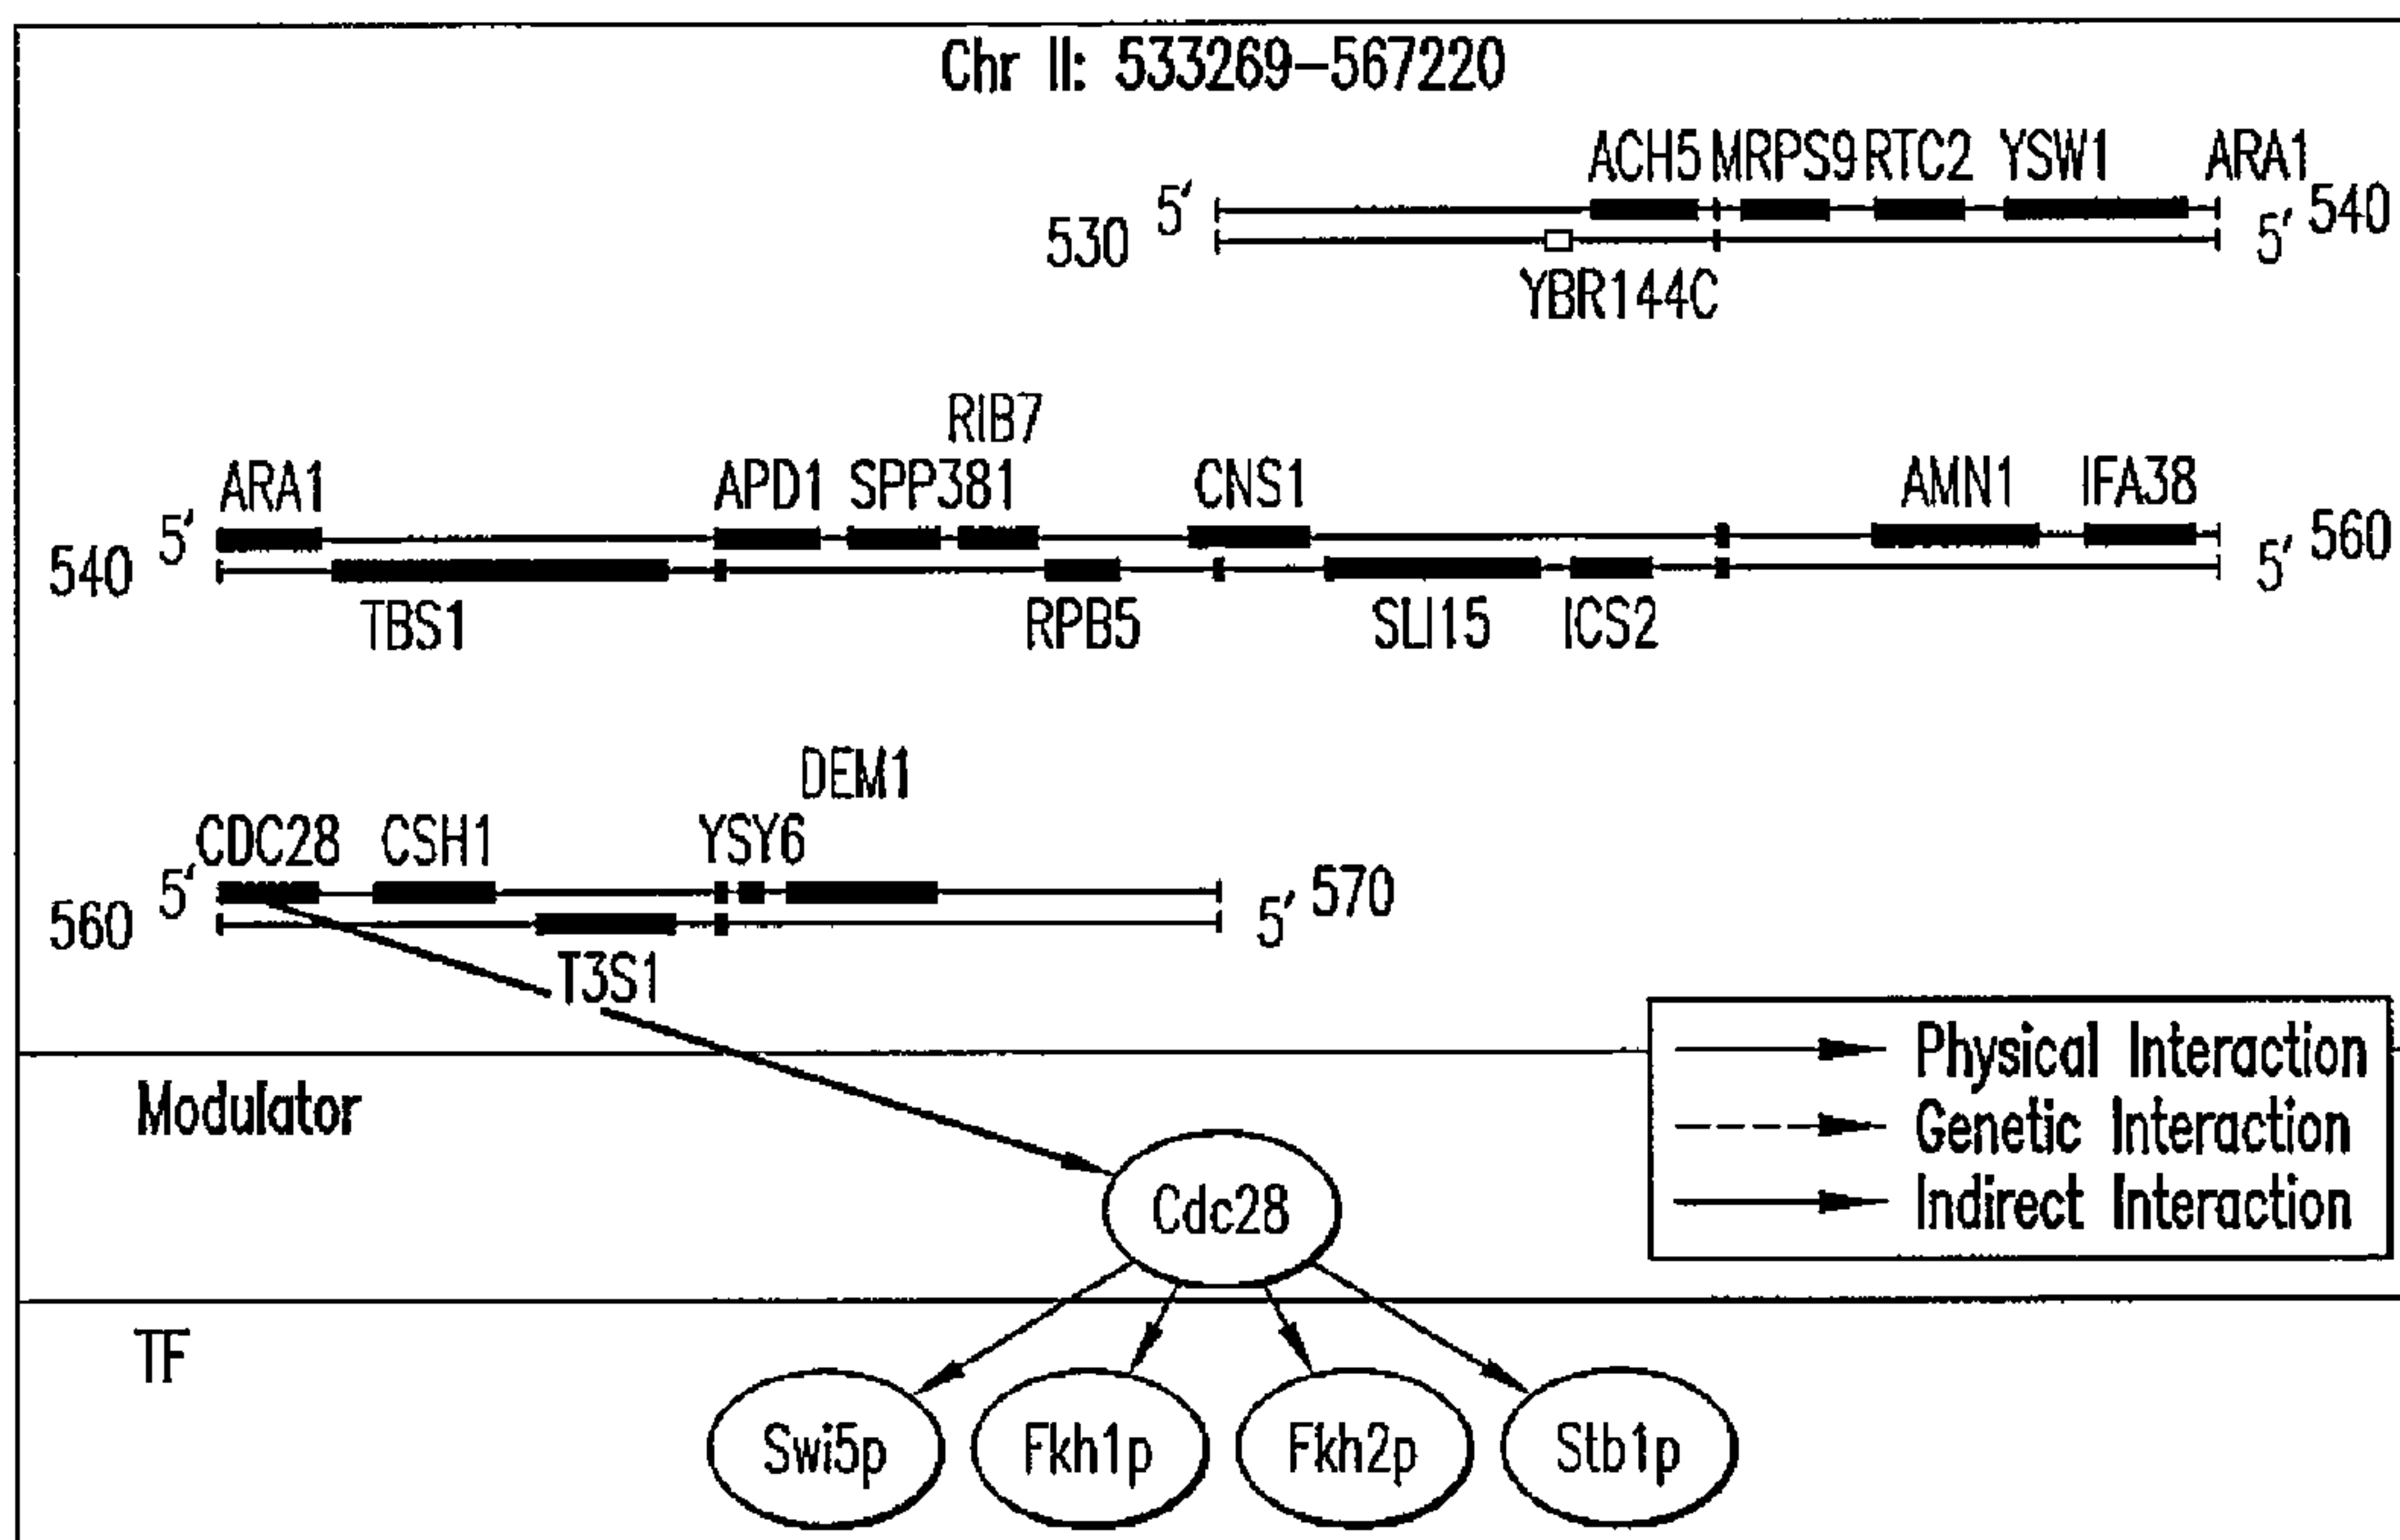 Chr II: 533269–567220
ACH5 MRPS9 RTC2 YSW1 ARA1
530 5′ 5′ 540
YBR144C
RIB7
ARA1 APD1 SPP381 CNS1 AMN1 IFA38
540 5′ 5′ 560
TBS1 RPB5 SLI15 ICS2
DEM1
CDC28 CSH1 YSY6
560 5′ 5′ 570
T3S1
Physical Interaction
Modulator
Genetic Interaction
Indirect Interaction
Cdc28
TF
Swi5p Fkh1p Fkh2p Stb1p